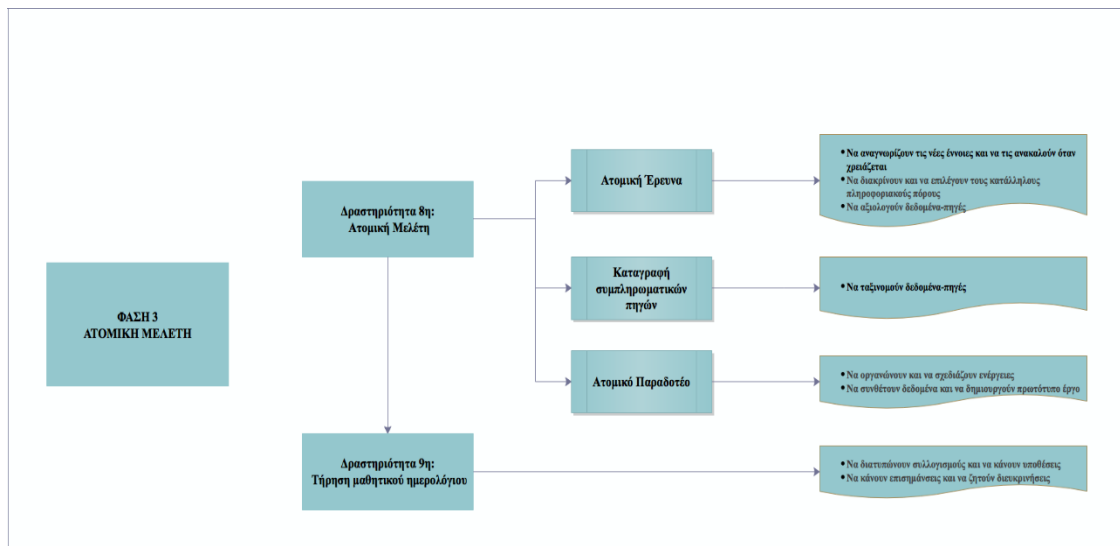 ΦΑΣΗ 3
ΑΤΟΜΙΚΗ ΜΕΛΕΤΗ
Δραστηριότητα 8η:
Ατομική Μελέτη
Ατομική Έρευνα
• Να αναγνωρίζουν τις νέες έννοιες και να τις ανακαλούν όταν
χρειάζεται
• Να διακρίνουν και να επιλέγουν τους κατάλληλους
πληροφοριακούς πόρους
• Να αξιολογούν δεδομένα-πηγές
Καταγραφή
συμπληρωματικών
πηγών
• Να ταξινομούν δεδομένα-πηγές
Ατομικό Παραδοτέο
• Να οργανώνουν και να σχεδιάζουν ενέργειες
• Να συνθέτουν δεδομένα και να δημιουργούν πρωτότυπο έργο
Δραστηριότητα 9η:
Τήρηση μαθητικού ημερολόγιου
• Να διατυπώνουν συλλογισμούς και να κάνουν υποθέσεις
• Να κάνουν επισημάνσεις και να ζητούν διευκρινήσεις